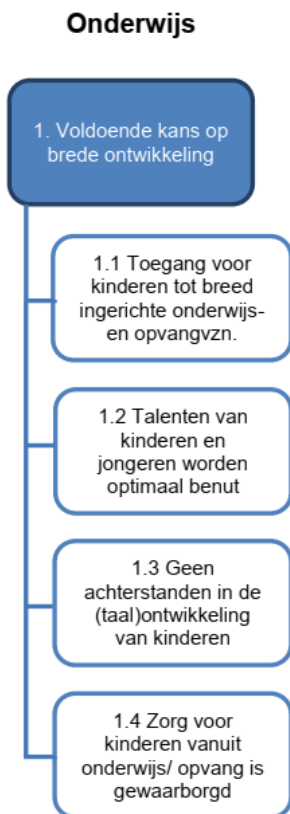 Onderwijs
1. Voldoende kans op
brede ontwikkeling
1.1 Toegang voor
kinderen tot breed
ingerichte onderwijs-
en opvangvzn.
1.2 Talenten van
kinderen en
jongeren worden
optimaal benut
1.3 Geen
achterstanden in de
(taal)ontwikkeling
van kinderen
1.4 Zorg voor
kinderen vanuit
onderwijs/ opvang is
gewaarborgd